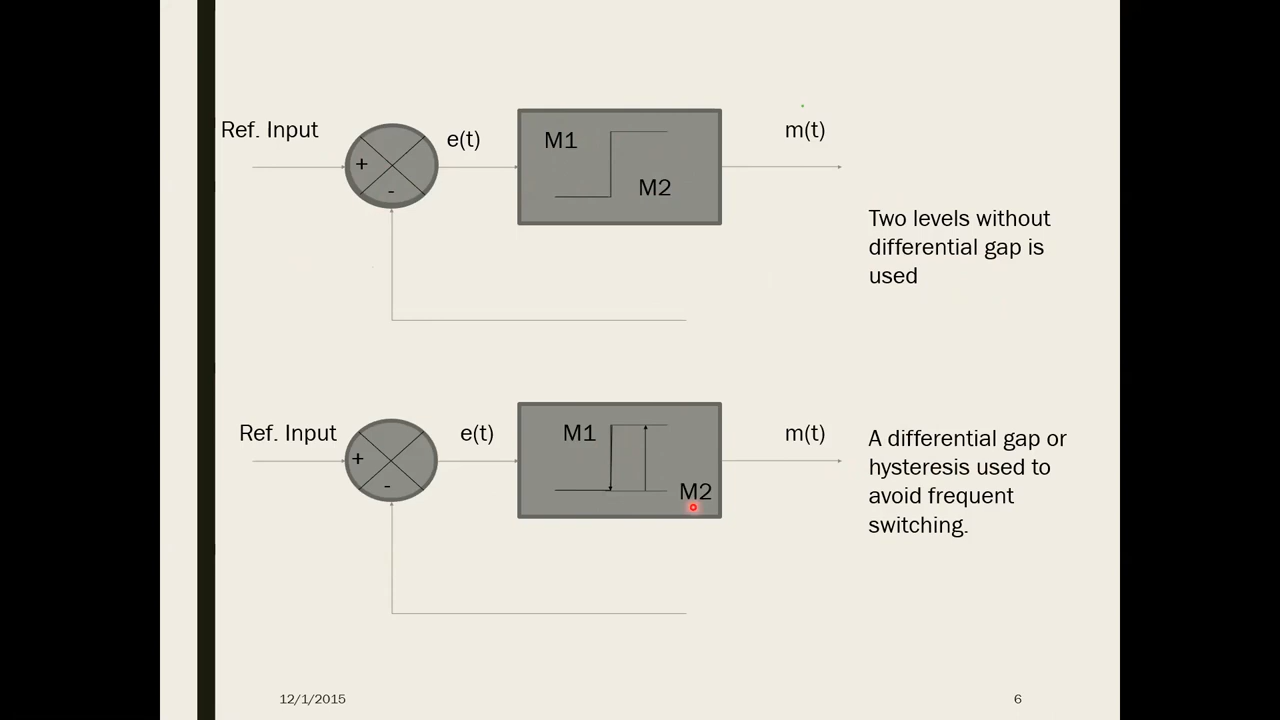 Ref. Input
+
-
e(t)
M1
M2
m(t)
Two levels without
differential gap is
used
Ref. Input
+
-
e(t)
M1
M2
m(t)
A differential gap or
hysteresis used to
avoid frequent
switching.
12/1/2015
6